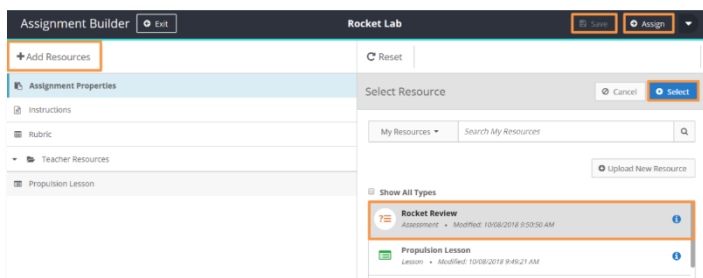 Assignment Builder Exit Rocket Lab Save Assign
+Add Resources
Reset
Assignment Properties
Instructions
Rubric
Teacher Resources
Propulsion Lesson
Select Resource Cancel Select
My Resources Search My Resources
Upload New Resource
Show All Types
Rocket Review
Assessment • Modified: 10/08/2018 9:50:50 AM
Propulsion Lesson
Lesson • Modified: 10/08/2018 9:49:21 AM